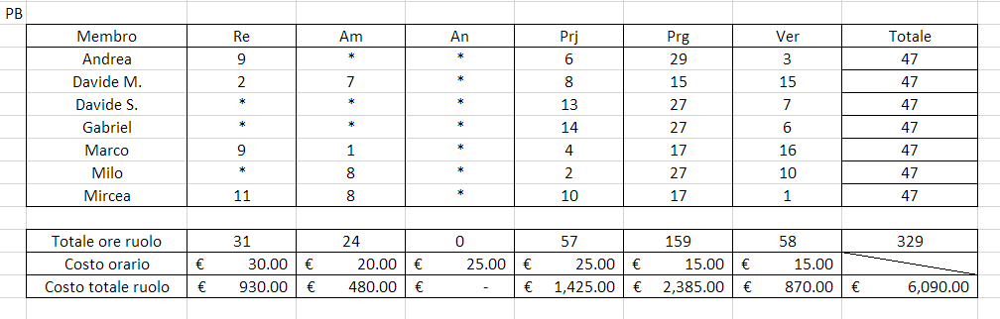 PB
Membro Re Am An Prj Prg Ver Totale
Andrea 9 * * 6 29 3 47
Davide M. 2 7 * 8 15 15 47
Davide S. * * * 13 27 7 47
Gabriel * * * 14 27 6 47
Marco 9 1 * 4 17 16 47
Milo * 8 * 2 27 10 47
Mircea 11 8 * 10 17 1 47
Totale ore ruolo 31 24 0 57 159 58 329
Costo orario € 30.00 € 20.00 € 25.00 € 25.00 € 15.00 € 15.00
Costo totale ruolo € 930.00 € 480.00 € - € 1,425.00 € 2,385.00 € 870.00 € 6,090.00